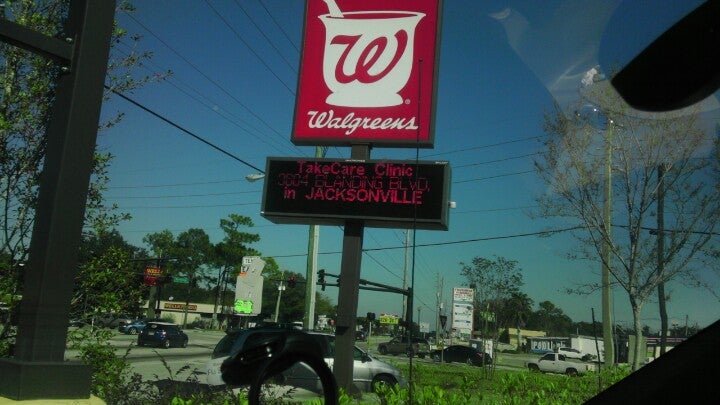 W
Walgreens
TakeCare Clinic
3604 BLANDING BLVD,
in JACKSONVILLE